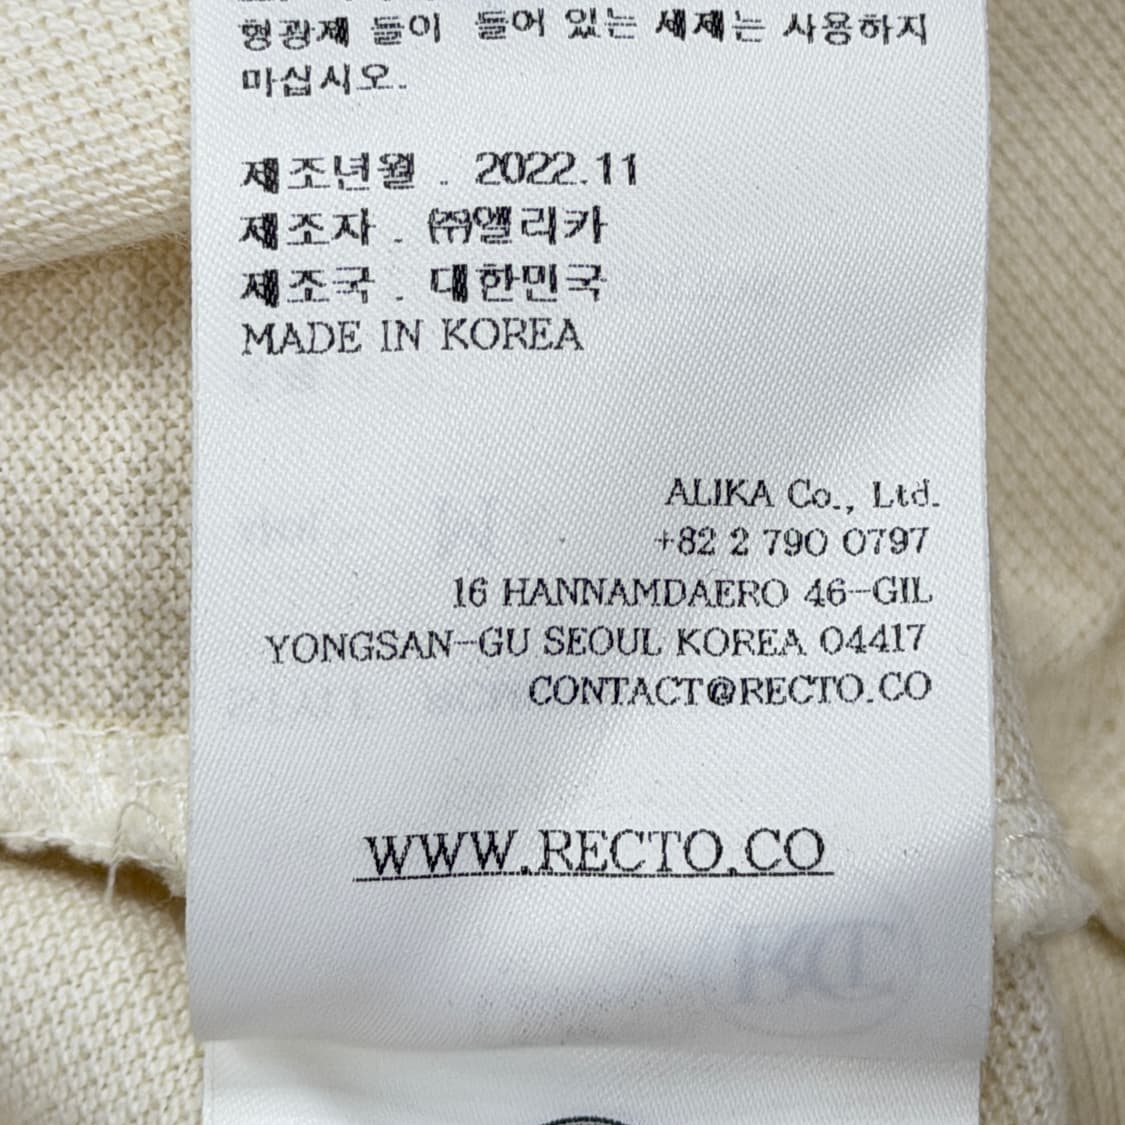 형광제 들이 들어 있는 세제는 사용하지
마십시오.
제조년월 . 2022.11
제조자 . ㈜앨리카
제조국 . 대한민국
MADE IN KOREA
ALIKA Co., Ltd.
+82 2 790 0797
16 HANNAMDAERO 46-GIL
YONGSAN-GU SEOUL KOREA 04417
CONTACT@RECTO.CO
WWW.RECTO.CO